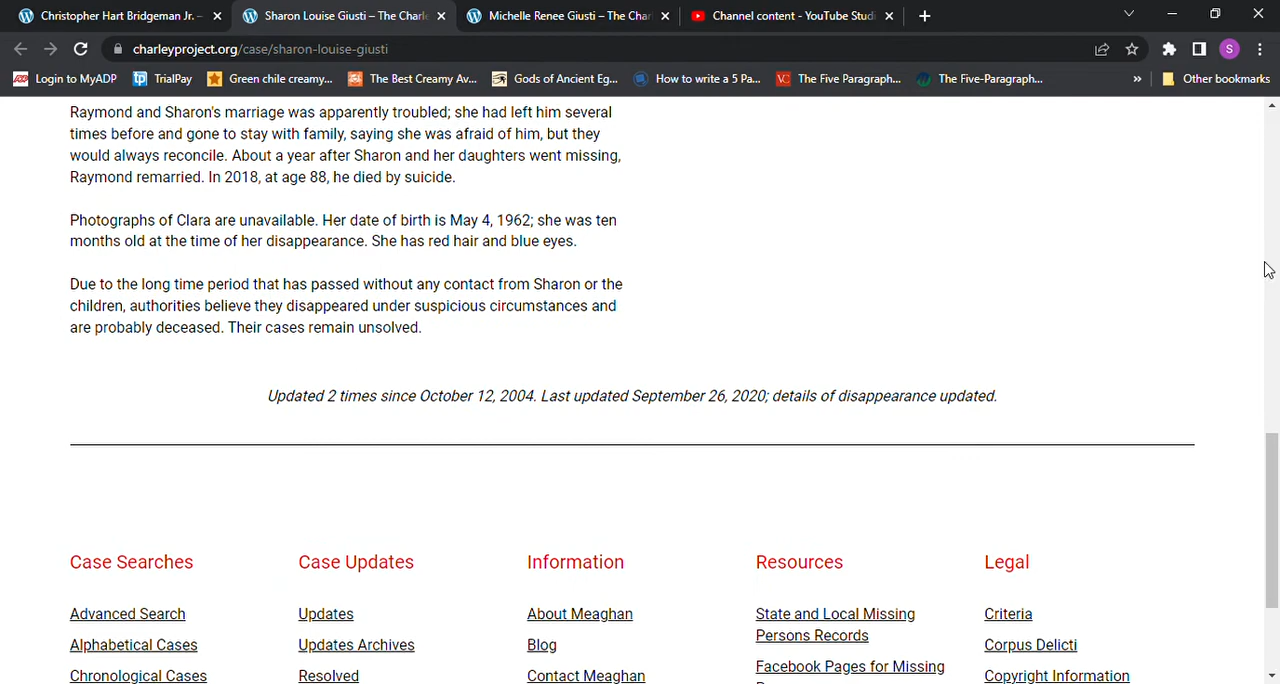 Christopher Hart Bridgeman Jr. –
Sharon Louise Giusti – The Charle
Michelle Renee Giusti – The Charl
Channel content - YouTube Studi
charleyproject.org/case/sharon-louise-giusti
S
Login to MyADP
tp TrialPay
Green chile creamy...
The Best Creamy Av...
Gods of Ancient Eg...
How to write a 5 Pa...
VC The Five Paragraph...
The Five-Paragraph...
»
Other bookmarks
Raymond and Sharon's marriage was apparently troubled; she had left him several
times before and gone to stay with family, saying she was afraid of him, but they
would always reconcile. About a year after Sharon and her daughters went missing,
Raymond remarried. In 2018, at age 88, he died by suicide.
Photographs of Clara are unavailable. Her date of birth is May 4, 1962; she was ten
months old at the time of her disappearance. She has red hair and blue eyes.
Due to the long time period that has passed without any contact from Sharon or the
children, authorities believe they disappeared under suspicious circumstances and
are probably deceased. Their cases remain unsolved.
Updated 2 times since October 12, 2004. Last updated September 26, 2020; details of disappearance updated.
Case Searches
Advanced Search
Alphabetical Cases
Chronological Cases
Case Updates
Updates
Updates Archives
Resolved
Information
About Meaghan
Blog
Contact Meaghan
Resources
State and Local Missing
Persons Records
Facebook Pages for Missing
Legal
Criteria
Corpus Delicti
Copyright Information